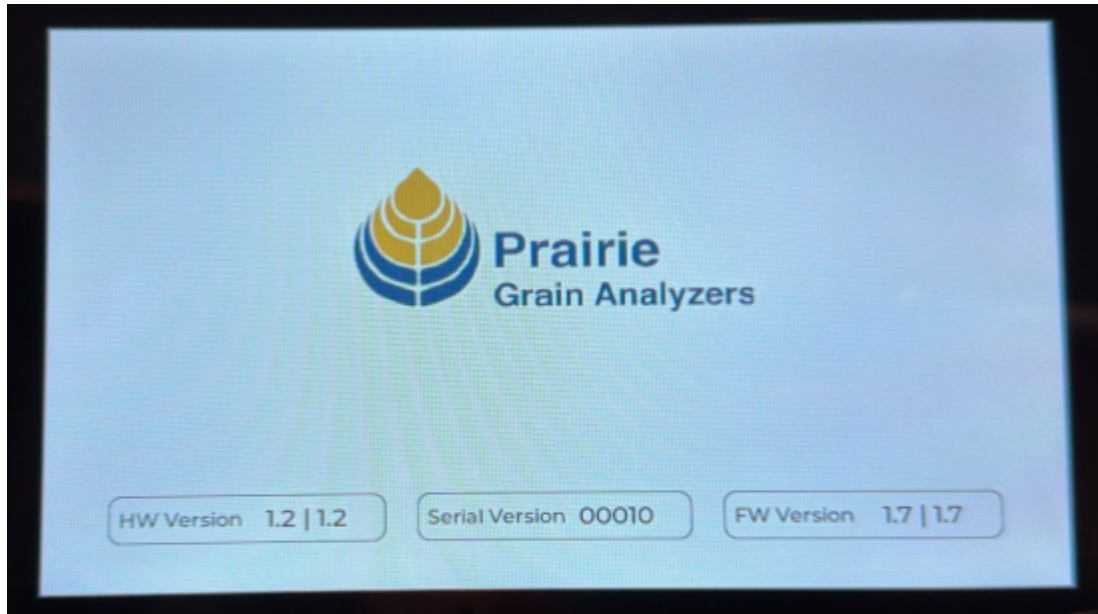 Prairie
Grain Analyzers
HW Version 1.2 | 1.2
Serial Version 00010
FW Version 1.7 | 1.7